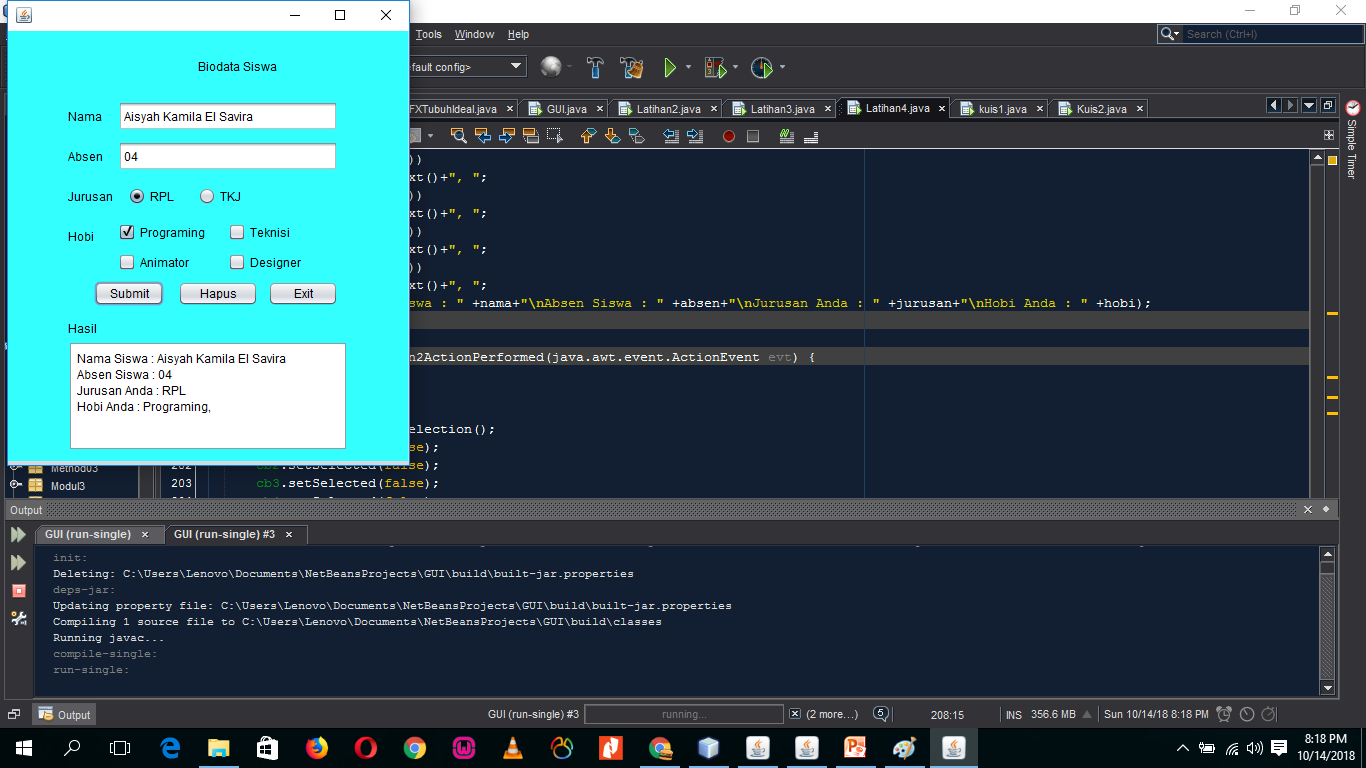 Biodata Siswa
Nama Aisyah Kamila El Savira
Absen 04
Jurusan RPL TKJ
Hobi Programing Teknisi
Animator Designer
Submit Hapus Exit
Hasil
Nama Siswa : Aisyah Kamila El Savira
Absen Siswa : 04
Jurusan Anda : RPL
Hobi Anda : Programing,
Tools Window Help
Search (Ctrl+I)
fault config>
FXTubuhIdeal.java GUI.java Latihan2.java Latihan3.java Latihan4.java kuis1.java Kuis2.java
Simple Timer
))
xt()+", ";
))
xt()+", ";
))
xt()+", ";
))
xt()+", ";
swa : " +nama+"\nAbsen Siswa : " +absen+"\nJurusan Anda : " +jurusan+"\nHobi Anda : " +hobi);
n2ActionPerformed(java.awt.event.ActionEvent evt) {
election();
se);
202 cb2.setSelected(false);
203 cb3.setSelected(false);
Method03
Modul3
Output
GUI (run-single) GUI (run-single) #3
init:
Deleting: C:\Users\Lenovo\Documents\NetBeansProjects\GUI\build\built-jar.properties
deps-jar:
Updating property file: C:\Users\Lenovo\Documents\NetBeansProjects\GUI\build\built-jar.properties
Compiling 1 source file to C:\Users\Lenovo\Documents\NetBeansProjects\GUI\build\classes
Running javac...
compile-single:
run-single:
Output GUI (run-single) #3 running... (2 more...) 5 208:15 INS 356.6 MB Sun 10/14/18 8:18 PM
8:18 PM
10/14/2018